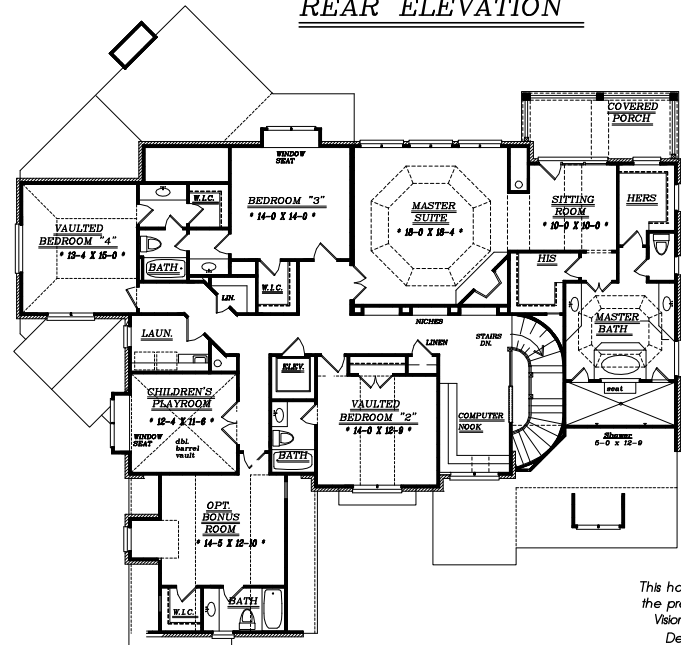 REAR ELEVATION
COVERED
PORCH
WINDOW
SEAT
W.I.C.
BEDROOM "3"
* 14-0 X 14-0 *
MASTER
SUITE
* 18-0 X 18-4 *
SITTING
ROOM
* 10-0 X 10-0 *
HERS
VAULTED
BEDROOM "4"
* 13-4 X 15-0 *
BATH
HIS
W.I.C.
LIN.
LAUN.
NICHES
STAIRS
DN.
LINEN
MASTER
BATH
ELEV.
seat
CHILDREN'S
PLAYROOM
* 12-4 X 11-6 *
WINDOW
SEAT
dbl.
barrel
vault
VAULTED
BEDROOM "2"
* 14-0 X 12-9 *
COMPUTER
NOOK
Shower
5-0 x 12-9
BATH
OPT.
BONUS
ROOM
* 14-5 X 12-10 *
W.I.C.
BATH
This ho
the pre
Vision
De